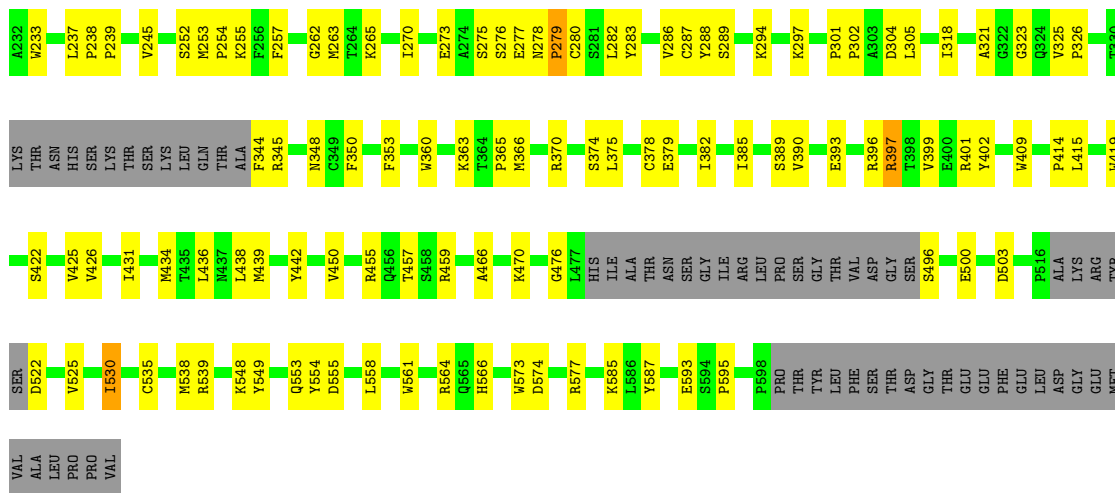 A232 W233 L237 P238 P239 V245 S252 M253 P254 K255 F256 F257 G262 M263 T264 K265 I270 E273 A274 S275 S276 E277 N278 P279 C280 S281 L282 Y283 V286 C287 Y288 S289 K294 K297 P301 P302 A303 D304 L305 I318 A321 G322 G323 Q324 V325 P326 T330
LYS THR ASN HIS SER LYS THR SER LYS LEU GLN THR ALA F344 R345 N348 C349 F350 F353 W360 K363 T364 P365 M366 R370 S374 L375 C378 E379 I382 I385 S389 V390 E393 R396 R397 T398 V399 E400 R401 Y402 W409 P414 L415 W419
S422 V425 V426 I431 M434 T435 L436 N437 L438 M439 Y442 V450 R455 Q456 T457 S458 R459 A466 K470 G476 L477 HIS ILE ALA THR ASN SER GLY ILE ARG LEU PRO SER GLY THR VAL ASP GLY SER S496 E500 D503 P516 ALA LYS ARG TYR
SER D522 V525 I530 C535 M538 R539 K548 Y549 Q553 Y554 D555 L558 W561 R564 Q565 H566 W573 D574 R577 K585 L586 Y587 E593 S594 P595 P598 PRO THR TYR LEU PHE SER THR ASP GLY THR GLU GLU PHE GLU LEU ASP GLY GLU MET
VAL ALA LEU PRO PRO VAL